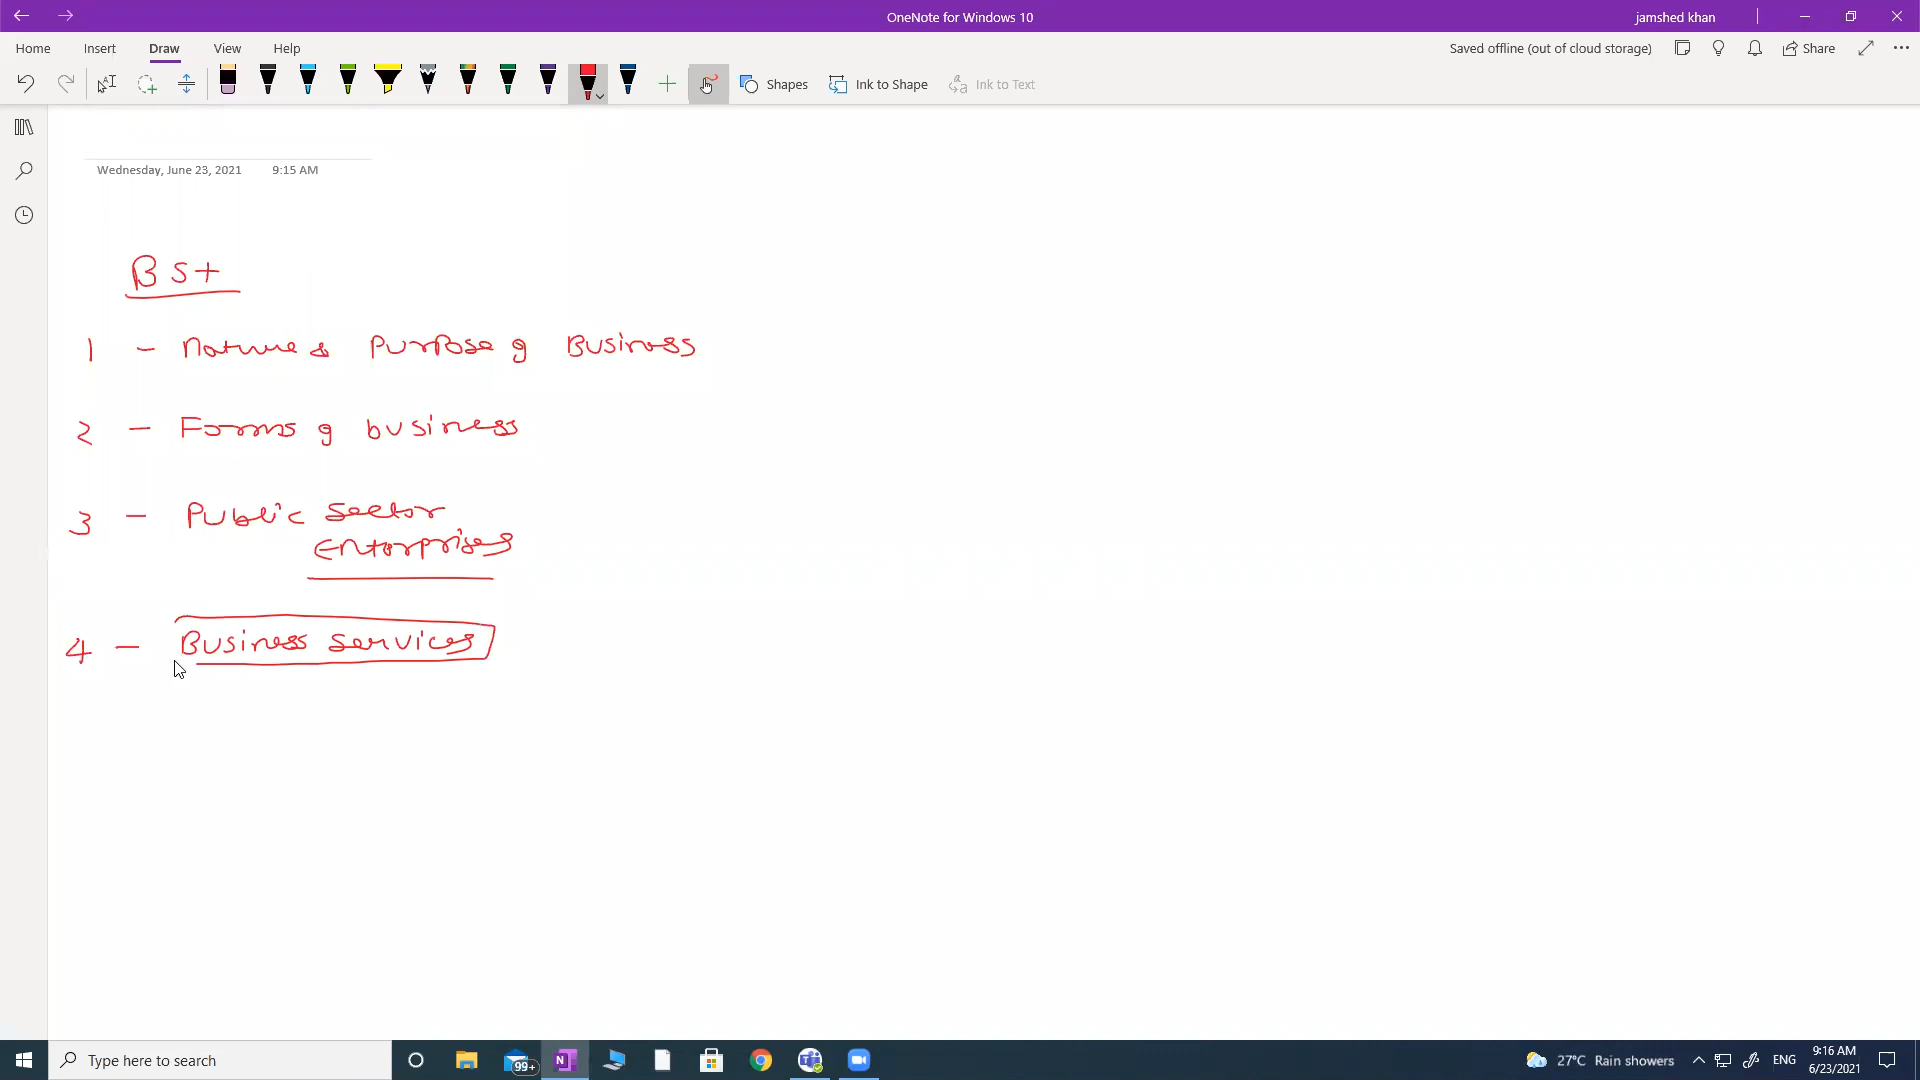 OneNote for Windows 10
jamshed khan
Home Insert Draw View Help
Saved offline (out of cloud storage)
Share
Shapes
Ink to Shape
Ink to Text
Wednesday, June 23, 2021 9:15 AM
Bst
1 - Nature & Purpose of Business
2 - Forms of business
3 - Public Sector
Enterprises
4 - Business Services
Type here to search
99+
27°C Rain showers
ENG
9:16 AM
6/23/2021